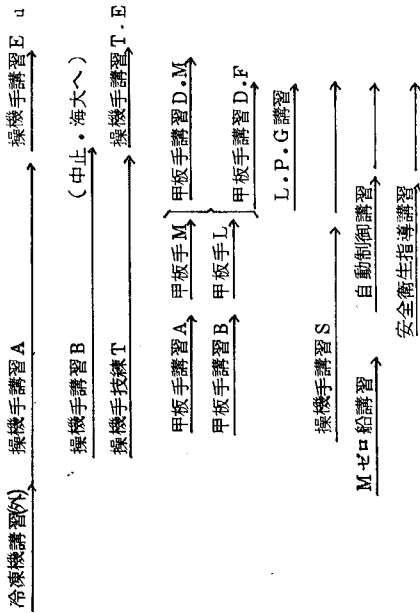 冷凍機講習(外)
操機手講習A
操機手講習E u
操機手講習B
(中止・海大へ)
操機手技練T
操機手講習T・E
甲板手講習A
甲板手M
甲板手講習D.M
甲板手講習B
甲板手L
甲板手講習D.F
L.P.G講習
操機手講習S
Mゼロ船講習
自動制御講習
安全衛生指導講習